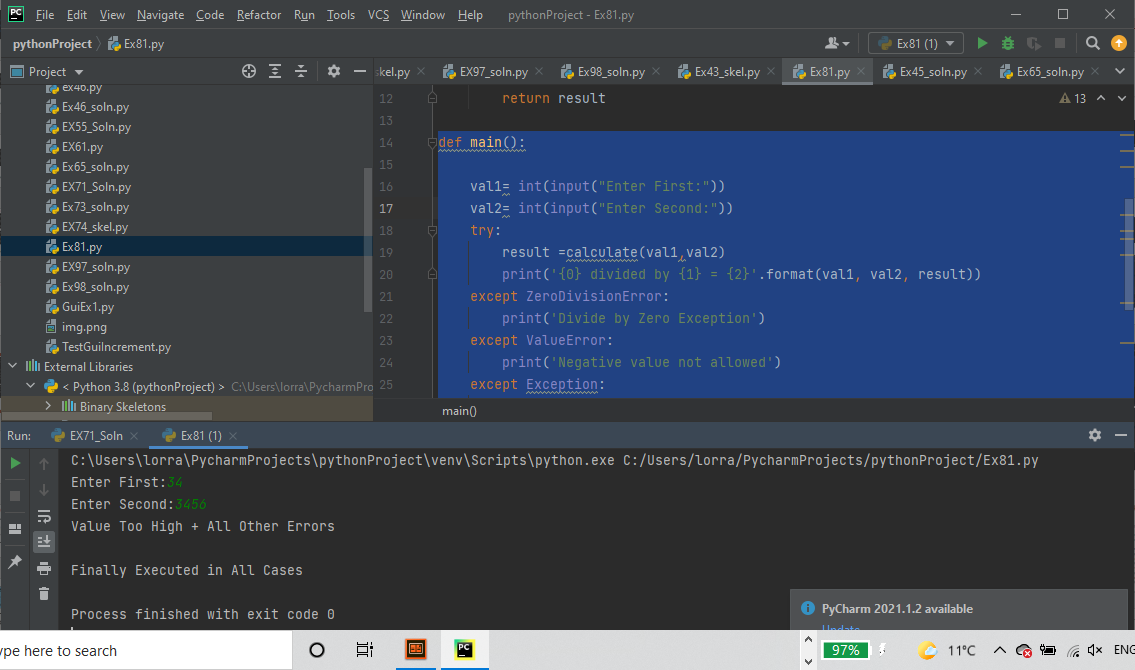 PC File Edit View Navigate Code Refactor Run Tools VCS Window Help pythonProject - Ex81.py
pythonProject Ex81.py Ex81 (1)
Project
skel.py EX97_soln.py Ex98_soln.py Ex43_skel.py Ex81.py Ex45_soln.py Ex65_soln.py
ex46.py
Ex46_soln.py
EX55_Soln.py
EX61.py
Ex65_soln.py
EX71_Soln.py
Ex73_soln.py
EX74_skel.py
Ex81.py
EX97_soln.py
Ex98_soln.py
GuiEx1.py
img.png
TestGuiIncrement.py
External Libraries
< Python 3.8 (pythonProject) > C:\Users\lorra\PycharmPro
Binary Skeletons
12 return result
13
14 def main():
15
16 val1= int(input("Enter First:"))
17 val2= int(input("Enter Second:"))
18 try:
19 result =calculate(val1,val2)
20 print('{0} divided by {1} = {2}'.format(val1, val2, result))
21 except ZeroDivisionError:
22 print('Divide by Zero Exception')
23 except ValueError:
24 print('Negative value not allowed')
25 except Exception:
13
main()
Run: EX71_Soln Ex81 (1)
C:\Users\lorra\PycharmProjects\pythonProject\venv\Scripts\python.exe C:/Users/lorra/PycharmProjects/pythonProject/Ex81.py
Enter First:34
Enter Second:3456
Value Too High + All Other Errors
Finally Executed in All Cases
Process finished with exit code 0
PyCharm 2021.1.2 available
Update
ype here to search
PC
97%
11°C
ENG